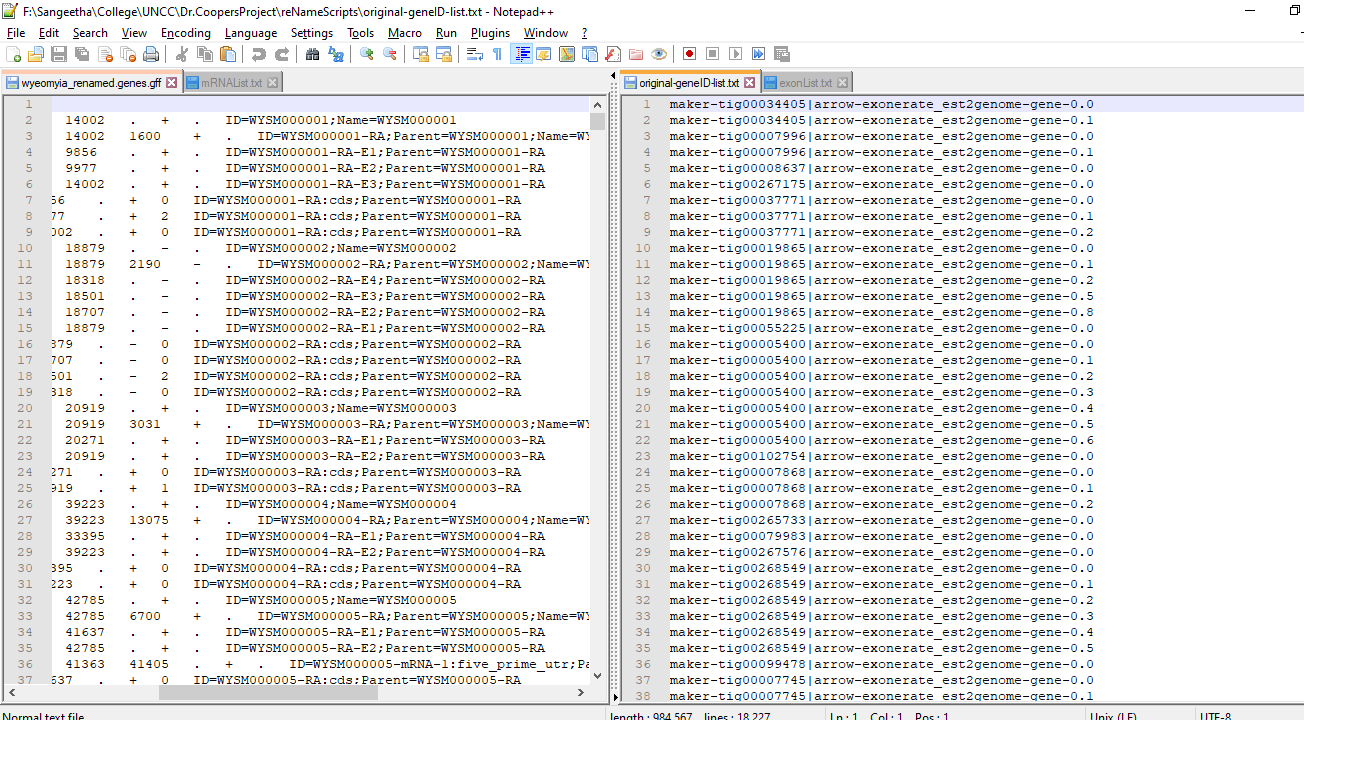 F:\Sangeetha\College\UNCC\Dr.CoopersProject\reNameScripts\original-geneID-list.txt - Notepad++
File Edit Search View Encoding Language Settings Tools Macro Run Plugins Window ?
wyeomyia_renamed.genes.gff mRNAList.txt
1
2 14002 . + . ID=WYSM000001;Name=WYSM000001
3 14002 1600 + . ID=WYSM000001-RA;Parent=WYSM000001;Name=WY
4 9856 . + . ID=WYSM000001-RA-E1;Parent=WYSM000001-RA
5 9977 . + . ID=WYSM000001-RA-E2;Parent=WYSM000001-RA
6 14002 . + . ID=WYSM000001-RA-E3;Parent=WYSM000001-RA
7 56 . + 0 ID=WYSM000001-RA:cds;Parent=WYSM000001-RA
8 77 . + 2 ID=WYSM000001-RA:cds;Parent=WYSM000001-RA
9 002 . + 0 ID=WYSM000001-RA:cds;Parent=WYSM000001-RA
10 18879 . - . ID=WYSM000002;Name=WYSM000002
11 18879 2190 - . ID=WYSM000002-RA;Parent=WYSM000002;Name=WY
12 18318 . - . ID=WYSM000002-RA-E4;Parent=WYSM000002-RA
13 18501 . - . ID=WYSM000002-RA-E3;Parent=WYSM000002-RA
14 18707 . - . ID=WYSM000002-RA-E2;Parent=WYSM000002-RA
15 18879 . - . ID=WYSM000002-RA-E1;Parent=WYSM000002-RA
16 879 . - 0 ID=WYSM000002-RA:cds;Parent=WYSM000002-RA
17 707 . - 0 ID=WYSM000002-RA:cds;Parent=WYSM000002-RA
18 501 . - 2 ID=WYSM000002-RA:cds;Parent=WYSM000002-RA
19 318 . - 0 ID=WYSM000002-RA:cds;Parent=WYSM000002-RA
20 20919 . + . ID=WYSM000003;Name=WYSM000003
21 20919 3031 + . ID=WYSM000003-RA;Parent=WYSM000003;Name=WY
22 20271 . + . ID=WYSM000003-RA-E1;Parent=WYSM000003-RA
23 20919 . + . ID=WYSM000003-RA-E2;Parent=WYSM000003-RA
24 271 . + 0 ID=WYSM000003-RA:cds;Parent=WYSM000003-RA
25 919 . + 1 ID=WYSM000003-RA:cds;Parent=WYSM000003-RA
26 39223 . + . ID=WYSM000004;Name=WYSM000004
27 39223 13075 + . ID=WYSM000004-RA;Parent=WYSM000004;Name=WY
28 33395 . + . ID=WYSM000004-RA-E1;Parent=WYSM000004-RA
29 39223 . + . ID=WYSM000004-RA-E2;Parent=WYSM000004-RA
30 395 . + 0 ID=WYSM000004-RA:cds;Parent=WYSM000004-RA
31 223 . + 0 ID=WYSM000004-RA:cds;Parent=WYSM000004-RA
32 42785 . + . ID=WYSM000005;Name=WYSM000005
33 42785 6700 + . ID=WYSM000005-RA;Parent=WYSM000005;Name=WY
34 41637 . + . ID=WYSM000005-RA-E1;Parent=WYSM000005-RA
35 42785 . + . ID=WYSM000005-RA-E2;Parent=WYSM000005-RA
36 41363 41405 . + . ID=WYSM000005-mRNA-1:five_prime_utr;Pa
37 637 . + 0 ID=WYSM000005-RA:cds;Parent=WYSM000005-RA
original-geneID-list.txt exonList.txt
1 maker-tig00034405|arrow-exonerate_est2genome-gene-0.0
2 maker-tig00034405|arrow-exonerate_est2genome-gene-0.1
3 maker-tig00007996|arrow-exonerate_est2genome-gene-0.0
4 maker-tig00007996|arrow-exonerate_est2genome-gene-0.1
5 maker-tig00008637|arrow-exonerate_est2genome-gene-0.0
6 maker-tig00267175|arrow-exonerate_est2genome-gene-0.0
7 maker-tig00037771|arrow-exonerate_est2genome-gene-0.0
8 maker-tig00037771|arrow-exonerate_est2genome-gene-0.1
9 maker-tig00037771|arrow-exonerate_est2genome-gene-0.2
10 maker-tig00019865|arrow-exonerate_est2genome-gene-0.0
11 maker-tig00019865|arrow-exonerate_est2genome-gene-0.1
12 maker-tig00019865|arrow-exonerate_est2genome-gene-0.2
13 maker-tig00019865|arrow-exonerate_est2genome-gene-0.5
14 maker-tig00019865|arrow-exonerate_est2genome-gene-0.8
15 maker-tig00055225|arrow-exonerate_est2genome-gene-0.0
16 maker-tig00005400|arrow-exonerate_est2genome-gene-0.0
17 maker-tig00005400|arrow-exonerate_est2genome-gene-0.1
18 maker-tig00005400|arrow-exonerate_est2genome-gene-0.2
19 maker-tig00005400|arrow-exonerate_est2genome-gene-0.3
20 maker-tig00005400|arrow-exonerate_est2genome-gene-0.4
21 maker-tig00005400|arrow-exonerate_est2genome-gene-0.5
22 maker-tig00005400|arrow-exonerate_est2genome-gene-0.6
23 maker-tig00102754|arrow-exonerate_est2genome-gene-0.0
24 maker-tig00007868|arrow-exonerate_est2genome-gene-0.0
25 maker-tig00007868|arrow-exonerate_est2genome-gene-0.1
26 maker-tig00007868|arrow-exonerate_est2genome-gene-0.2
27 maker-tig00265733|arrow-exonerate_est2genome-gene-0.0
28 maker-tig00079983|arrow-exonerate_est2genome-gene-0.0
29 maker-tig00267576|arrow-exonerate_est2genome-gene-0.0
30 maker-tig00268549|arrow-exonerate_est2genome-gene-0.0
31 maker-tig00268549|arrow-exonerate_est2genome-gene-0.1
32 maker-tig00268549|arrow-exonerate_est2genome-gene-0.2
33 maker-tig00268549|arrow-exonerate_est2genome-gene-0.3
34 maker-tig00268549|arrow-exonerate_est2genome-gene-0.4
35 maker-tig00268549|arrow-exonerate_est2genome-gene-0.5
36 maker-tig00099478|arrow-exonerate_est2genome-gene-0.0
37 maker-tig00007745|arrow-exonerate_est2genome-gene-0.0
38 maker-tig00007745|arrow-exonerate_est2genome-gene-0.1
Normal text file length : 984,567 lines : 18,227 Ln : 1 Col : 1 Pos : 1 Unix (LF) UTF-8